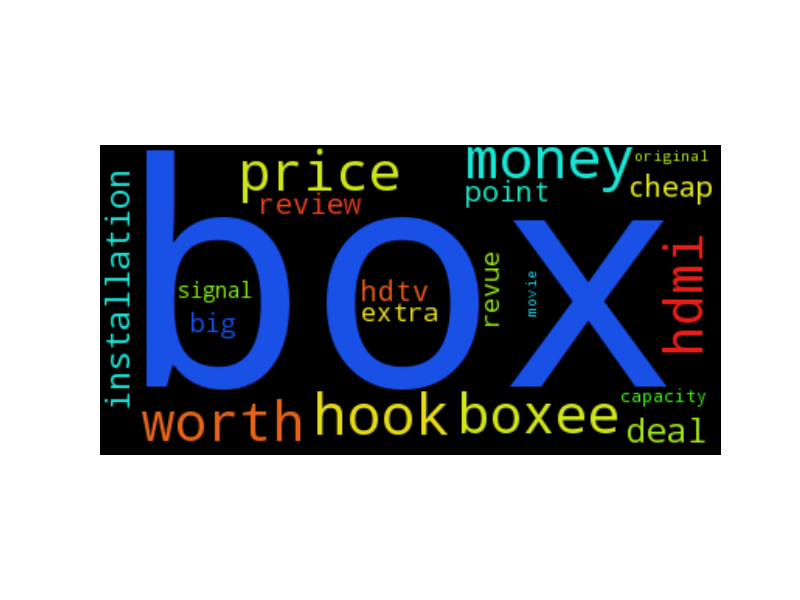 money
original
price
point
cheap
review
installation
box
signal
hdtv
revue
movie
hdmi
big
extra
worth
hook
boxee
capacity
deal